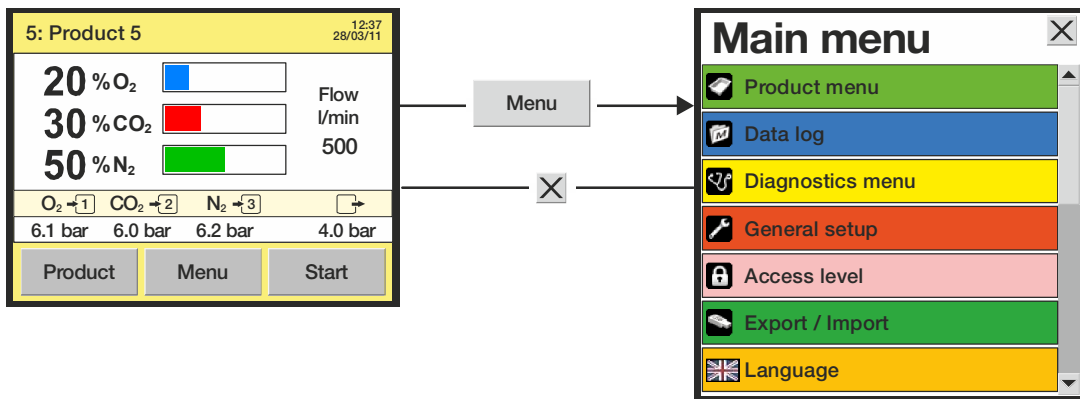 5: Product 5
12:37
28/03/11
20 % O₂
30 % CO₂
50 % N₂
Flow
l/min
500
O₂ 1 CO₂ 2 N₂ 3
6.1 bar 6.0 bar 6.2 bar 4.0 bar
Product Menu Start
Menu
Main menu
Product menu
Data log
Diagnostics menu
General setup
Access level
Export / Import
Language